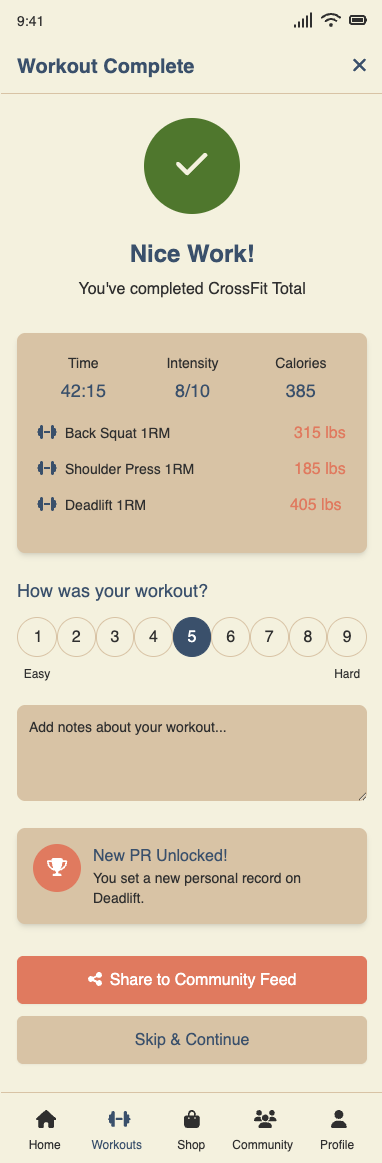 9:41
Workout Complete
Nice Work!
You've completed CrossFit Total
Time Intensity Calories
42:15 8/10 385
Back Squat 1RM 315 lbs
Shoulder Press 1RM 185 lbs
Deadlift 1RM 405 lbs
How was your workout?
1 2 3 4 5 6 7 8 9
Easy Hard
Add notes about your workout...
New PR Unlocked!
You set a new personal record on
Deadlift.
Share to Community Feed
Skip & Continue
Home Workouts Shop Community Profile